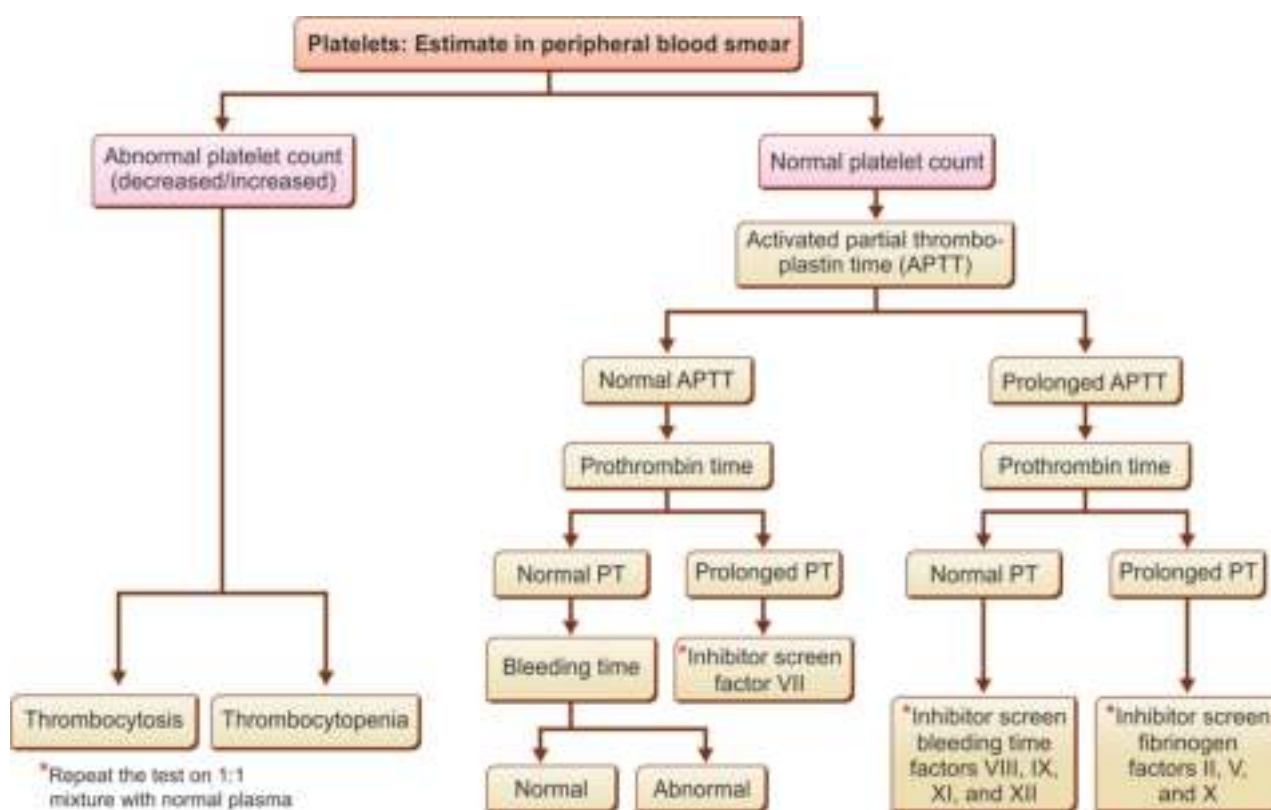 Platelets: Estimate in peripheral blood smear
Abnormal platelet count
(decreased/increased)
Normal platelet count
Activated partial thrombo-
plastin time (APTT)
Normal APTT
Prolonged APTT
Prothrombin time
Prothrombin time
Normal PT
Prolonged PT
Normal PT
Prolonged PT
Bleeding time
*Inhibitor screen
factor VII
Thrombocytosis
Thrombocytopenia
*Inhibitor screen
bleeding time
factors VIII, IX,
XI, and XII
*Inhibitor screen
fibrinogen
factors II, V,
and X
Normal
Abnormal
*Repeat the test on 1:1
mixture with normal plasma